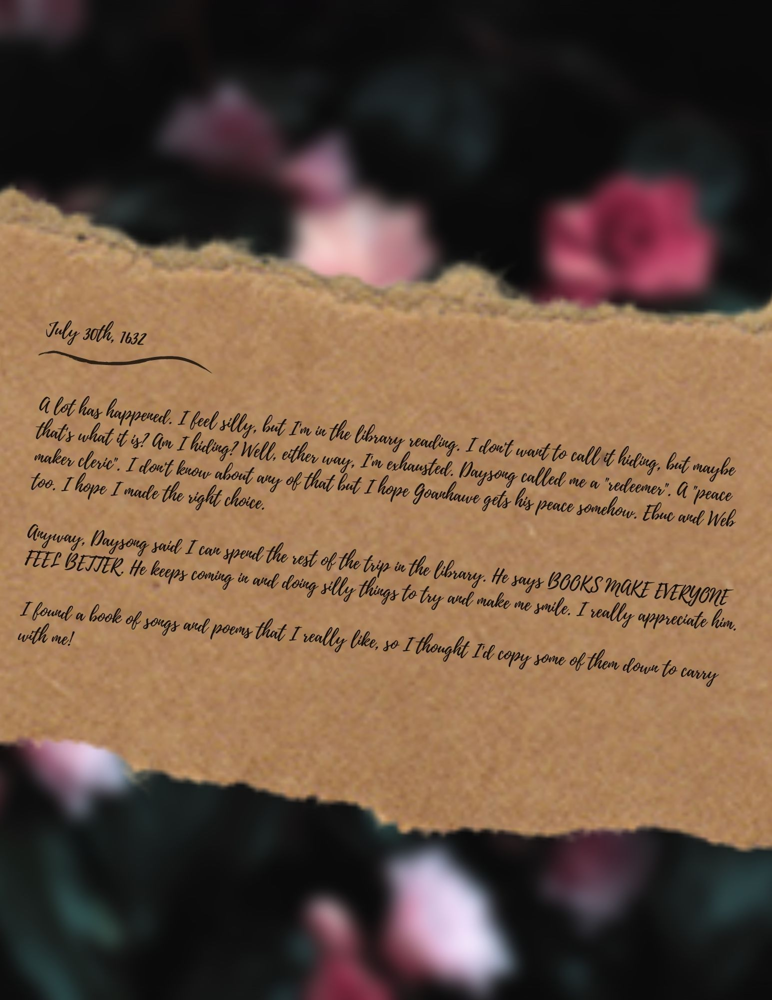 July 30th, 1632
A lot has happened. I feel silly, but I'm in the library reading. I don't want to call it hiding, but maybe
that's what it is? Am I hiding? Well, either way, I'm exhausted. Daysong called me a "redeemer". A "peace
maker cleric". I don't know about any of that but I hope Goanhawe gets his peace somehow. Ebuc and Web
too. I hope I made the right choice.
Anyway, Daysong said I can spend the rest of the trip in the library. He says BOOKS MAKE EVERYONE
FEEL BETTER. He keeps coming in and doing silly things to try and make me smile. I really appreciate him.
I found a book of songs and poems that I really like, so I thought I'd copy some of them down to carry
with me!